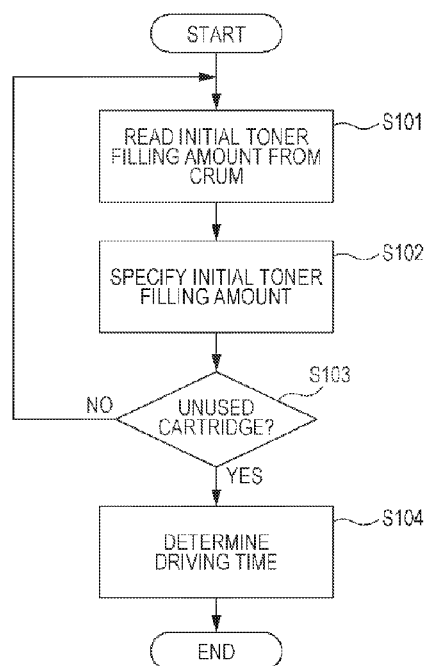 START
READ INITIAL TONER
FILLING AMOUNT FROM
CRUM
S101
SPECIFY INITIAL TONER
FILLING AMOUNT
S102
UNUSED
CARTRIDGE?
S103
NO
YES
DETERMINE
DRIVING TIME
S104
END